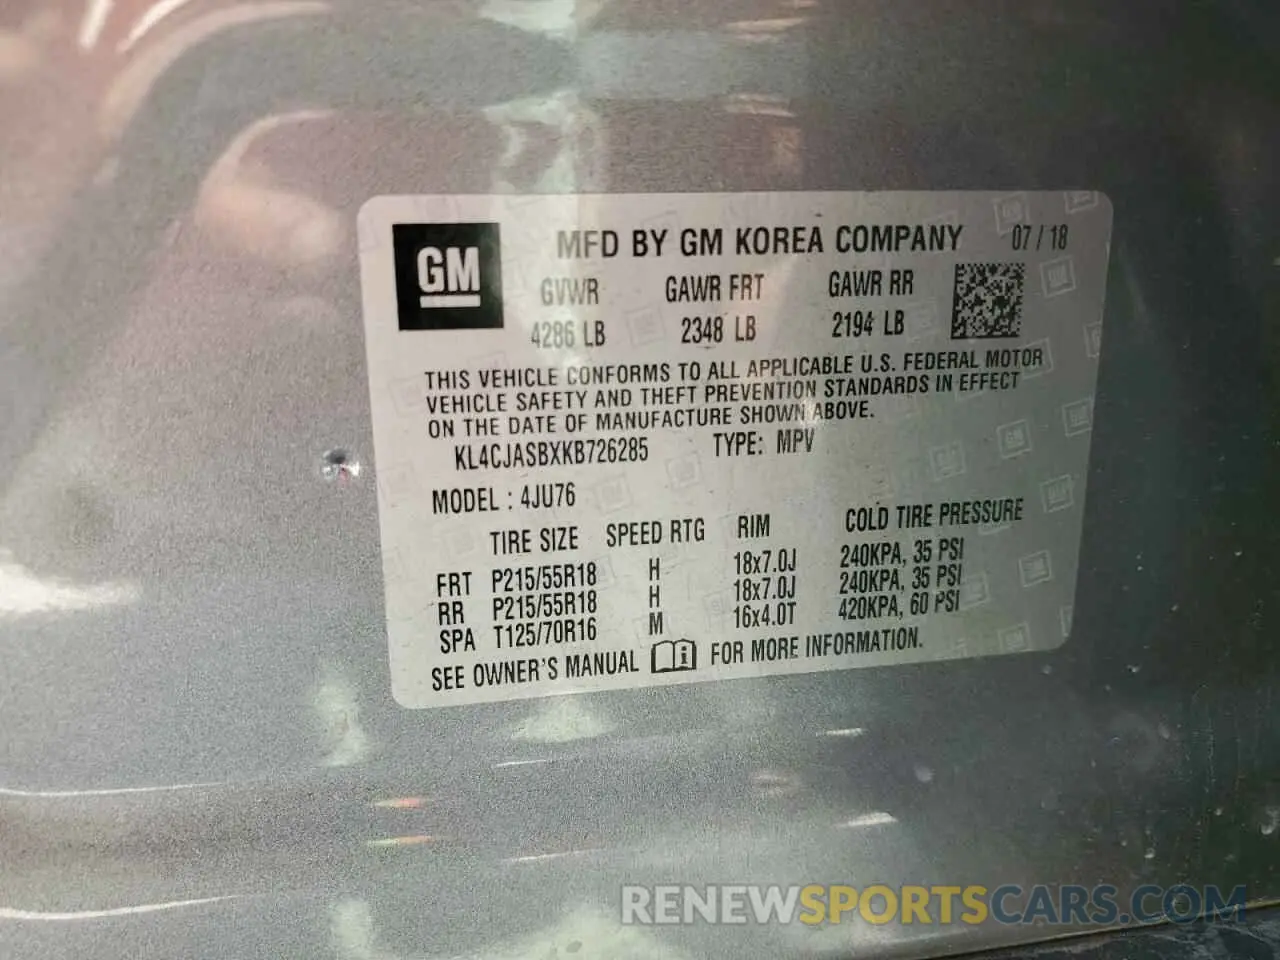 GM
MFD BY GM KOREA COMPANY 07 / 18
GVWR GAWR FRT GAWR RR
4286 LB 2348 LB 2194 LB
THIS VEHICLE CONFORMS TO ALL APPLICABLE U.S. FEDERAL MOTOR
VEHICLE SAFETY AND THEFT PREVENTION STANDARDS IN EFFECT
ON THE DATE OF MANUFACTURE SHOWN ABOVE.
KL4CJASBXKB726285 TYPE: MPV
MODEL : 4JU76
TIRE SIZE SPEED RTG RIM COLD TIRE PRESSURE
FRT P215/55R18 H 18x7.0J 240KPA, 35 PSI
RR P215/55R18 H 18x7.0J 240KPA, 35 PSI
SPA T125/70R16 M 16x4.0T 420KPA, 60 PSI
SEE OWNER'S MANUAL FOR MORE INFORMATION.
RENEWSPORTSCARS.COM